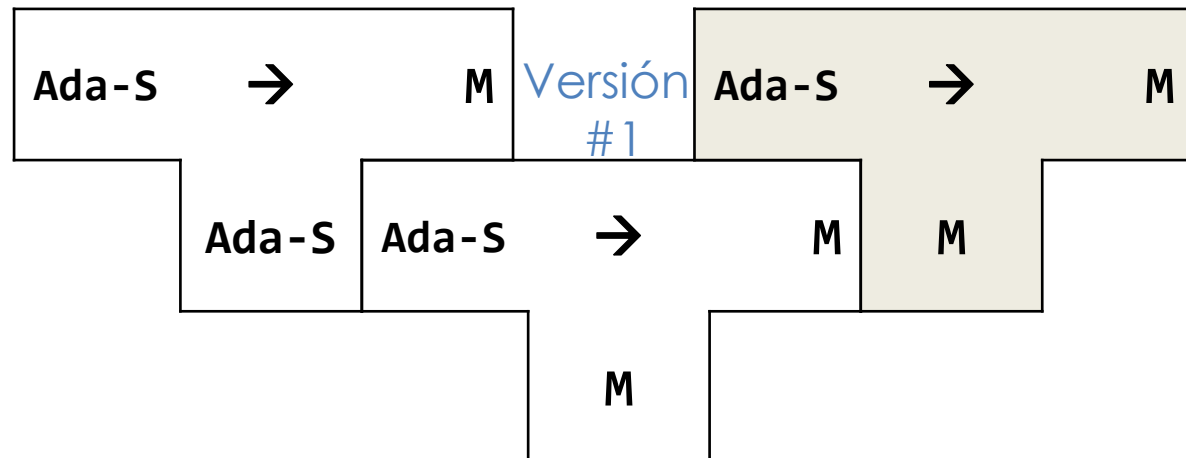 Ada-S → M Versión Ada-S → M
#1
Ada-S Ada-S → M M
M